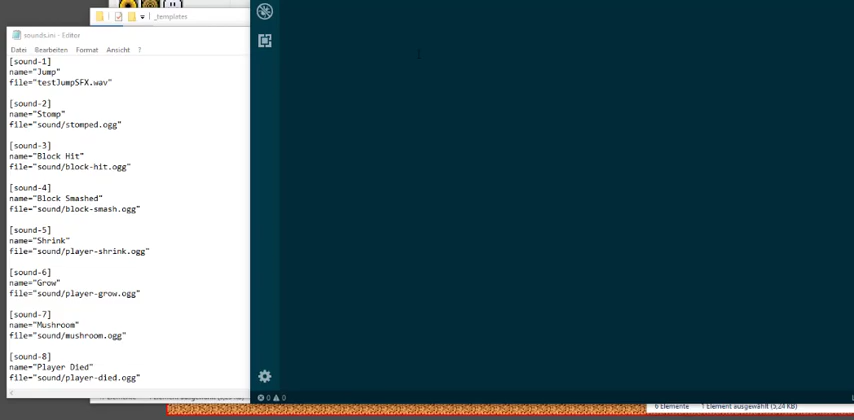 _templates
sounds.ini - Editor
Datei Bearbeiten Format Ansicht ?
[sound-1]
name="Jump"
file="testJumpSFX.wav"
[sound-2]
name="Stomp"
file="sound/stomped.ogg"
[sound-3]
name="Block Hit"
file="sound/block-hit.ogg"
[sound-4]
name="Block Smashed"
file="sound/block-smash.ogg"
[sound-5]
name="Shrink"
file="sound/player-shrink.ogg"
[sound-6]
name="Grow"
file="sound/player-grow.ogg"
[sound-7]
name="Mushroom"
file="sound/mushroom.ogg"
[sound-8]
name="Player Died"
file="sound/player-died.ogg"
0 0
6 Elemente 1 Element ausgewählt (5,24 KB)